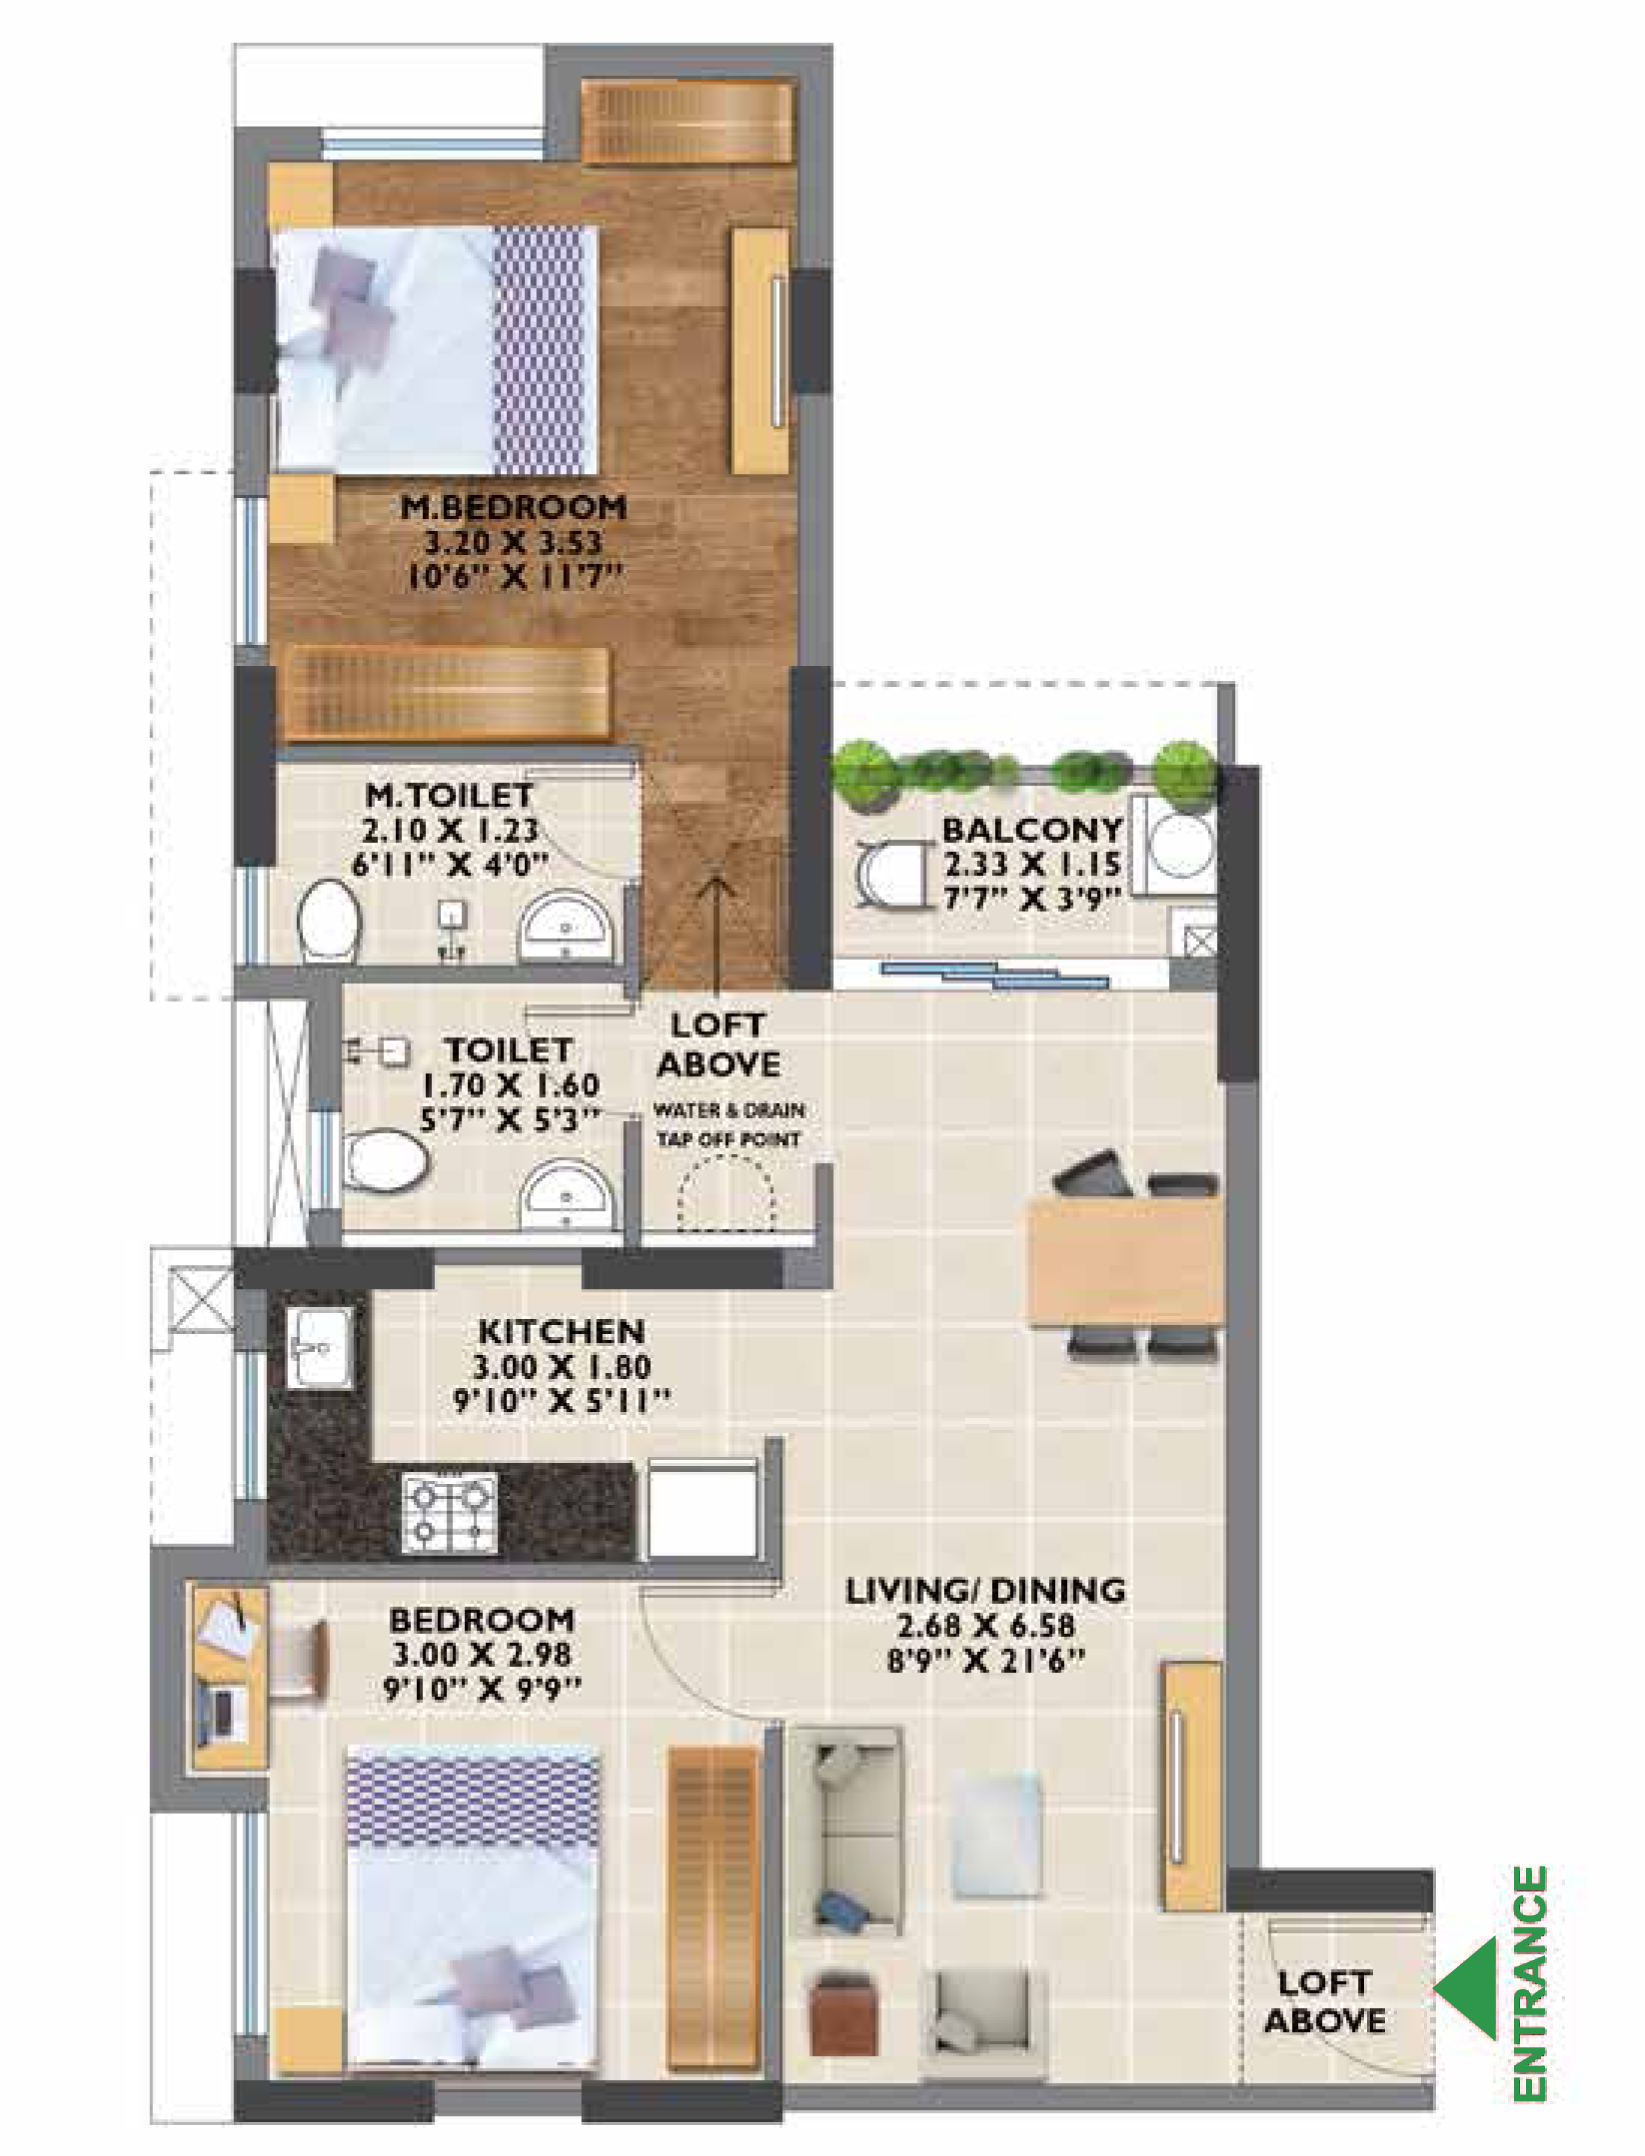 M.BEDROOM
3.20 X 3.53
10'6" X 11'7"
M.TOILET
2.10 X 1.23
6'11" X 4'0"
BALCONY
2.33 X 1.15
7'7" X 3'9"
LOFT
ABOVE
WATER & DRAIN
TAP OFF POINT
TOILET
1.70 X 1.60
5'7" X 5'3"
KITCHEN
3.00 X 1.80
9'10" X 5'11"
LIVING/ DINING
2.68 X 6.58
8'9" X 21'6"
BEDROOM
3.00 X 2.98
9'10" X 9'9"
LOFT
ABOVE
ENTRANCE